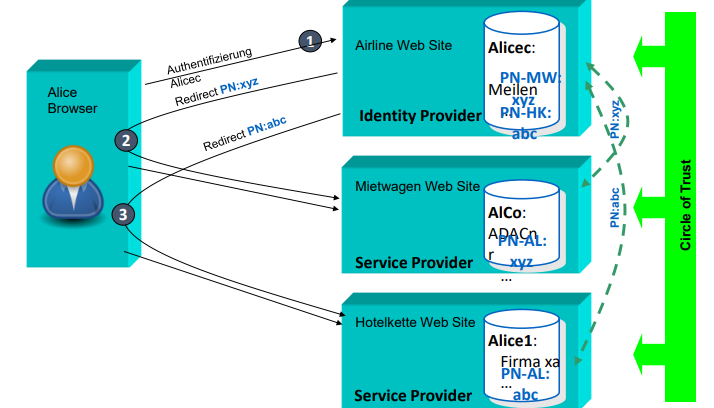 Alice
Browser
Authentifizierung
Alicec
Redirect PN:xyz
Redirect PN:abc
1
2
3
Airline Web Site
Identity Provider
Alicec:
PN-MW:
Meilen
xyz
PN-HK:
abc
Mietwagen Web Site
Service Provider
AlCo:
ADACn
r
PN-AL:
xyz
...
Hotelkette Web Site
Service Provider
Alice1:
Firma xa
PN-AL:
...
abc
PN:xyz
PN:abc
Circle of Trust